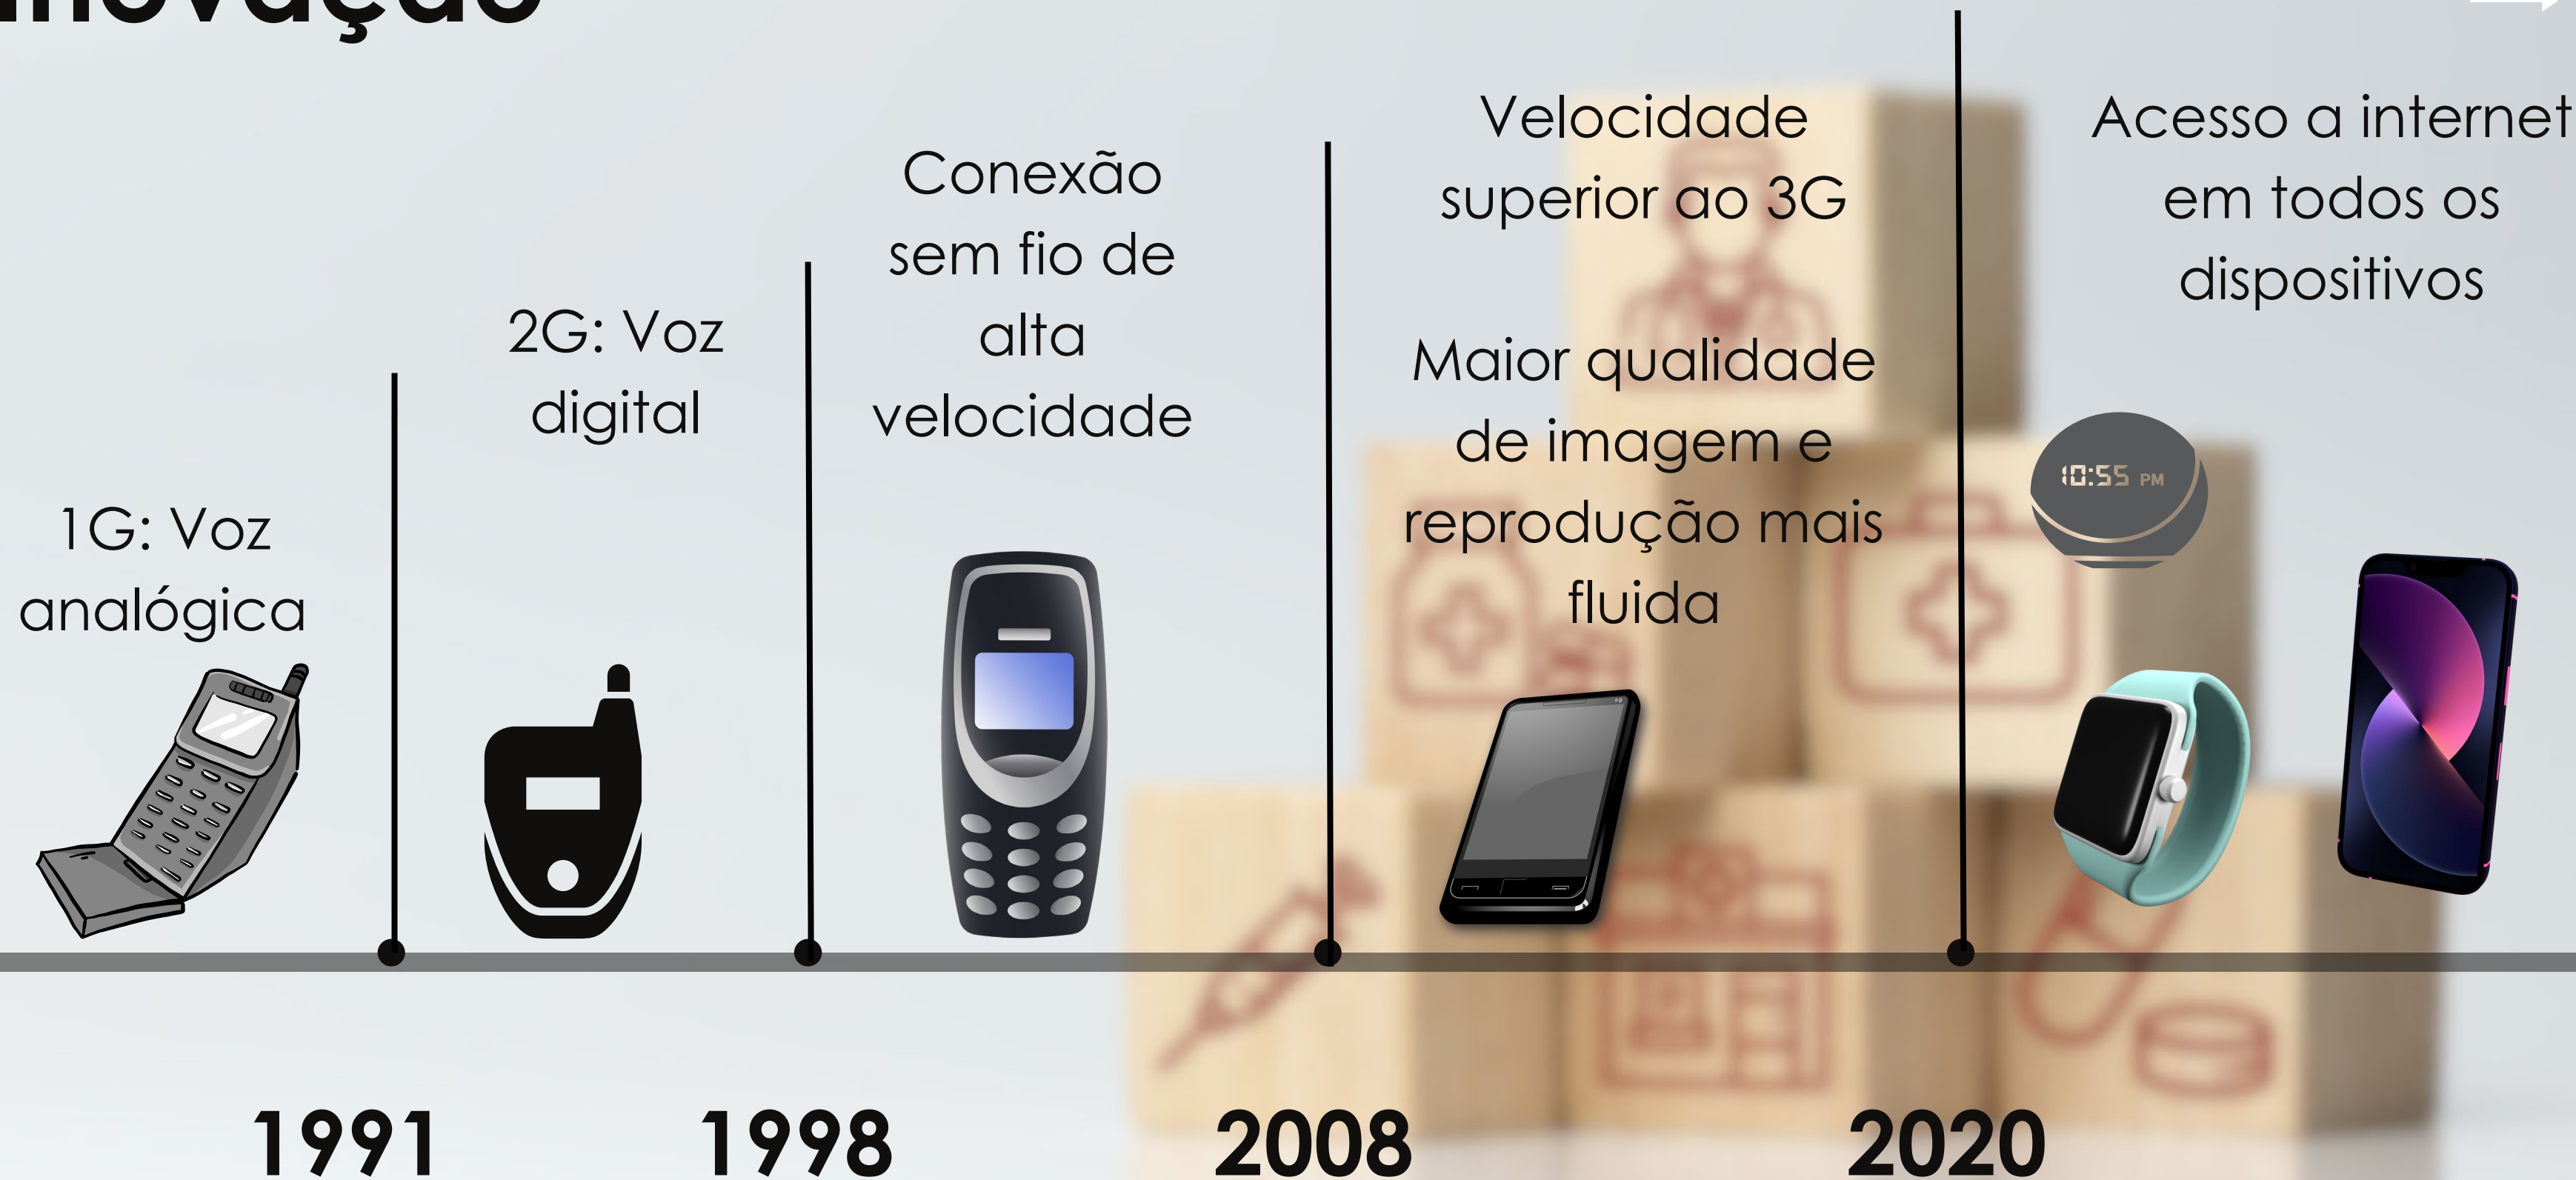 Inovação
1G: Voz
analógica
2G: Voz
digital
Conexão
sem fio de
alta
velocidade
Velocidade
superior ao 3G
Maior qualidade
de imagem e
reprodução mais
fluida
Acesso a internet
em todos os
dispositivos
10:55 PM
1991
1998
2008
2020